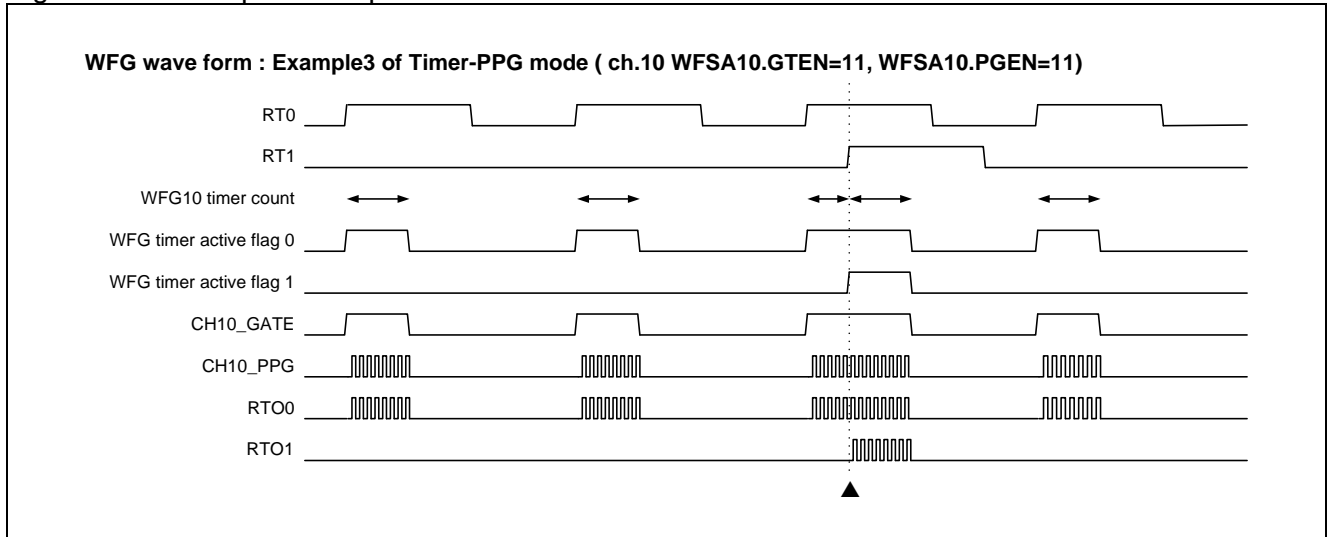 WFG wave form : Example3 of Timer-PPG mode ( ch.10 WFSA10.GTEN=11, WFSA10.PGEN=11)
RT0
RT1
WFG10 timer count
WFG timer active flag 0
WFG timer active flag 1
CH10_GATE
CH10_PPG
RTO0
RTO1